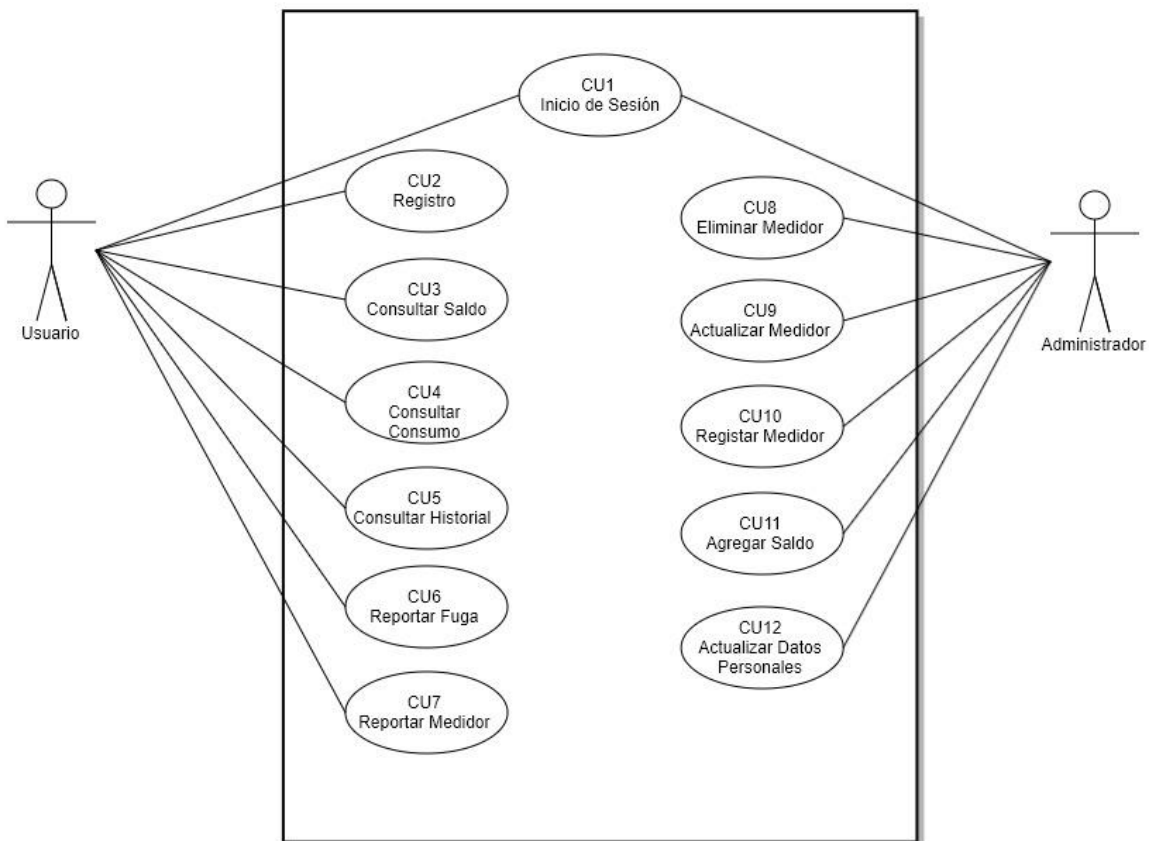 CU1
Inicio de Sesión
CU2
Registro
CU3
Consultar Saldo
CU4
Consultar
Consumo
CU5
Consultar Historial
CU6
Reportar Fuga
CU7
Reportar Medidor
CU8
Eliminar Medidor
CU9
Actualizar Medidor
CU10
Registar Medidor
CU11
Agregar Saldo
CU12
Actualizar Datos
Personales
Usuario
Administrador